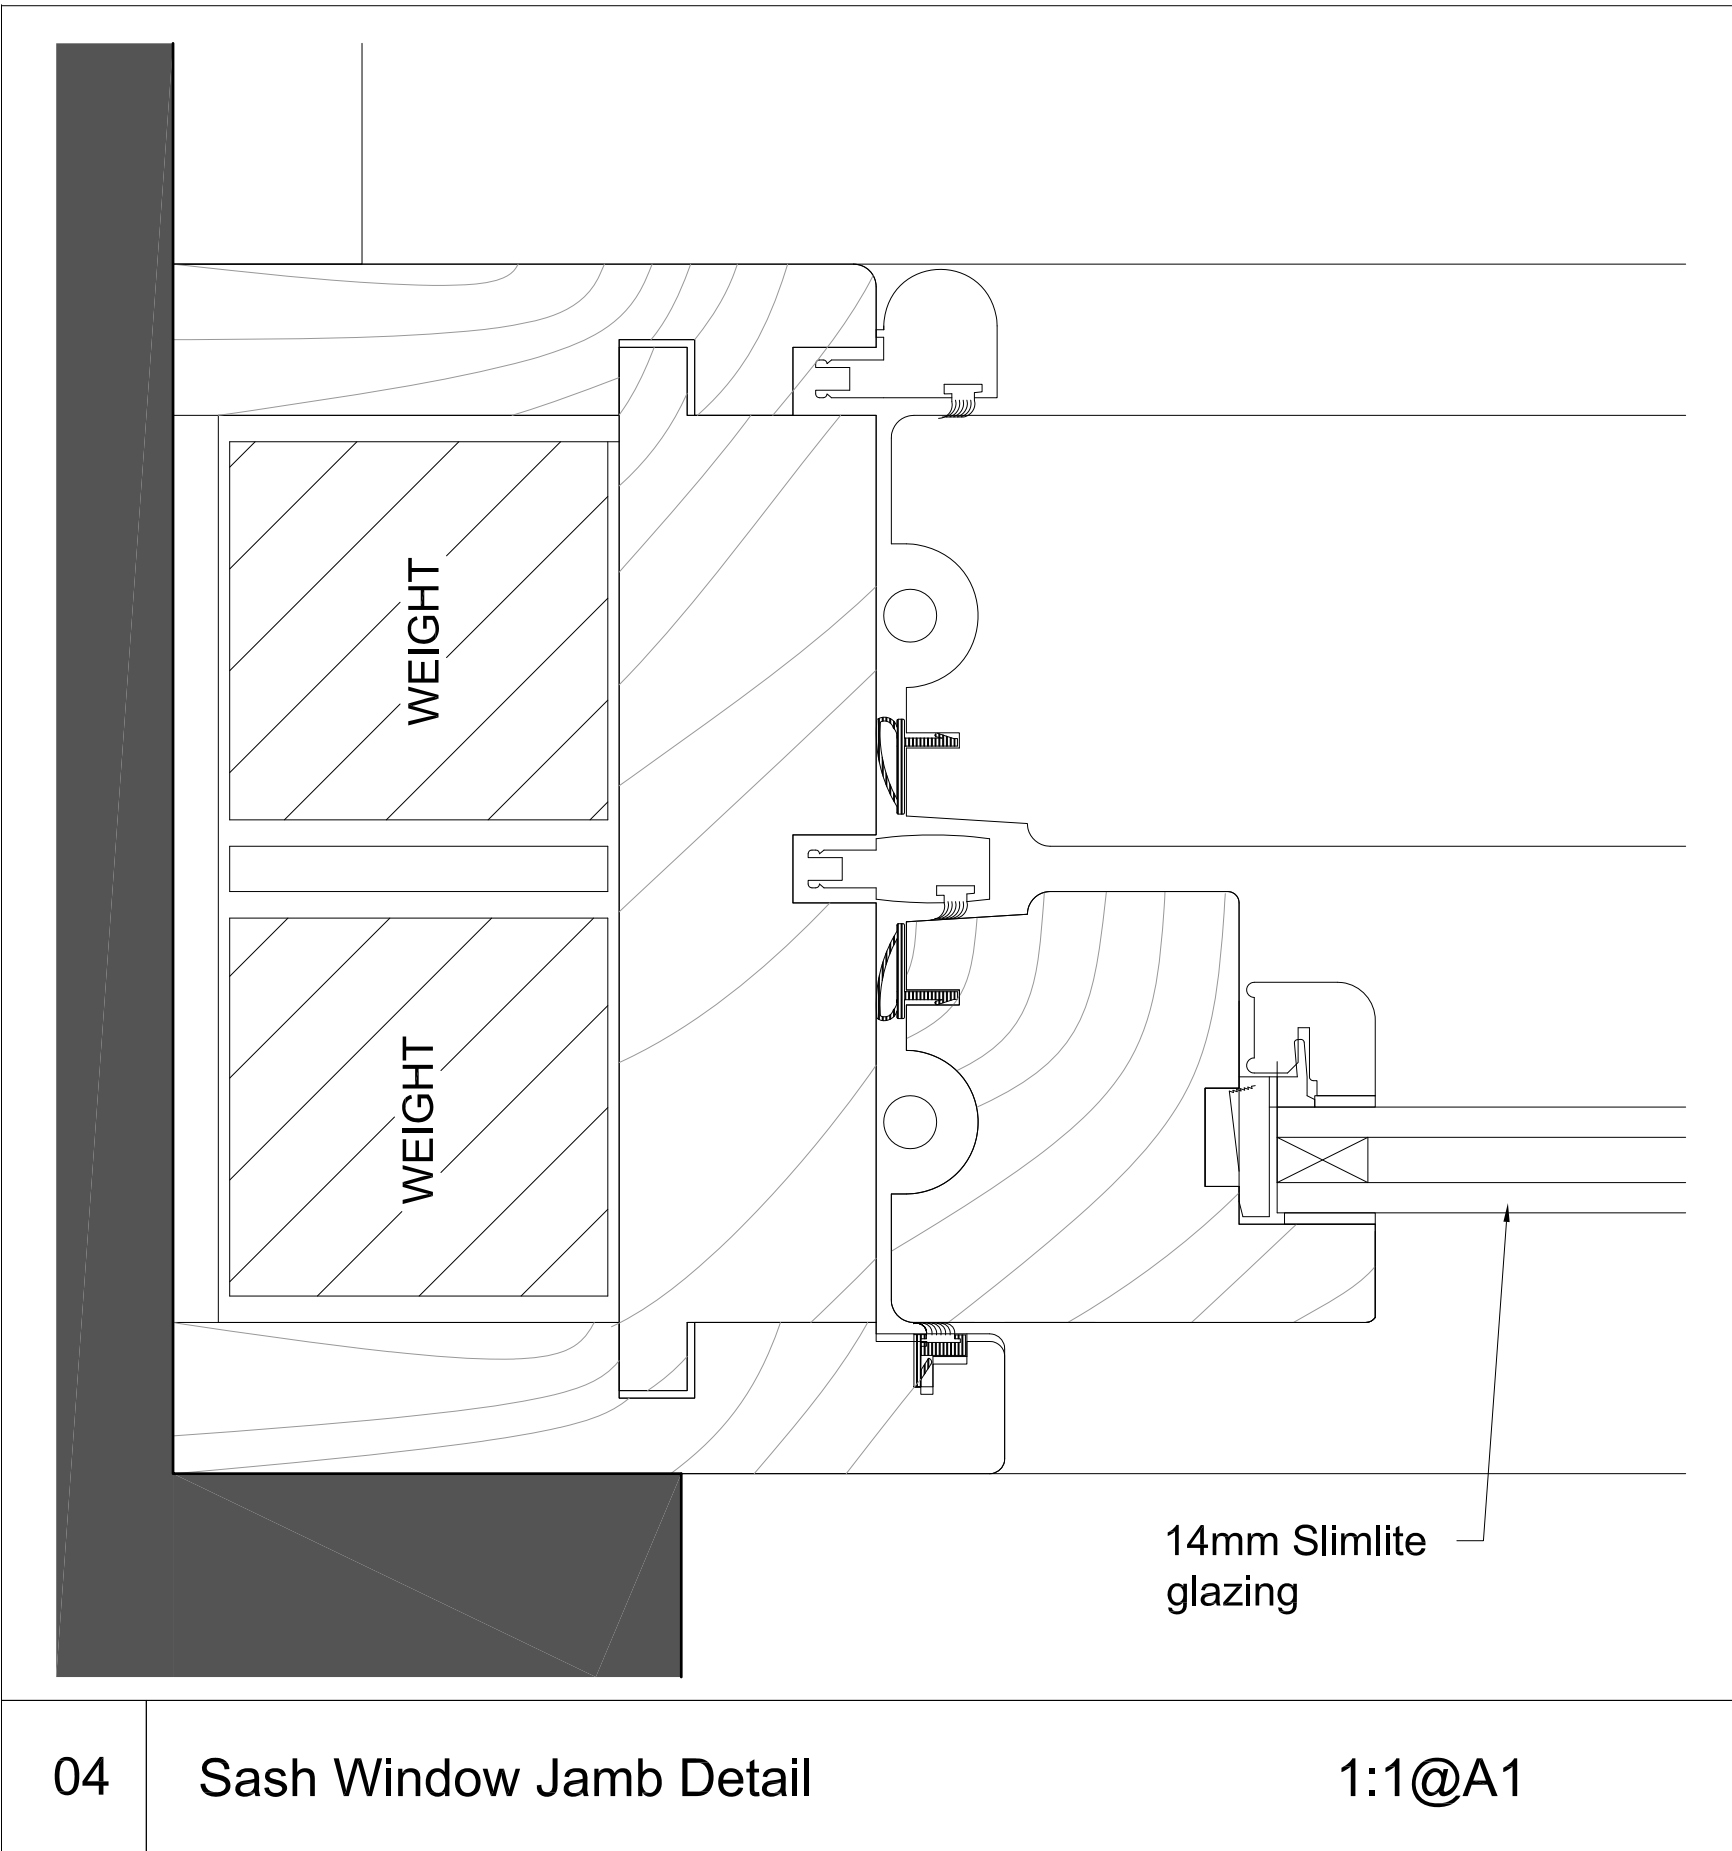 WEIGHT
WEIGHT
14mm Slimlite
glazing
04
Sash Window Jamb Detail
1:1@A1